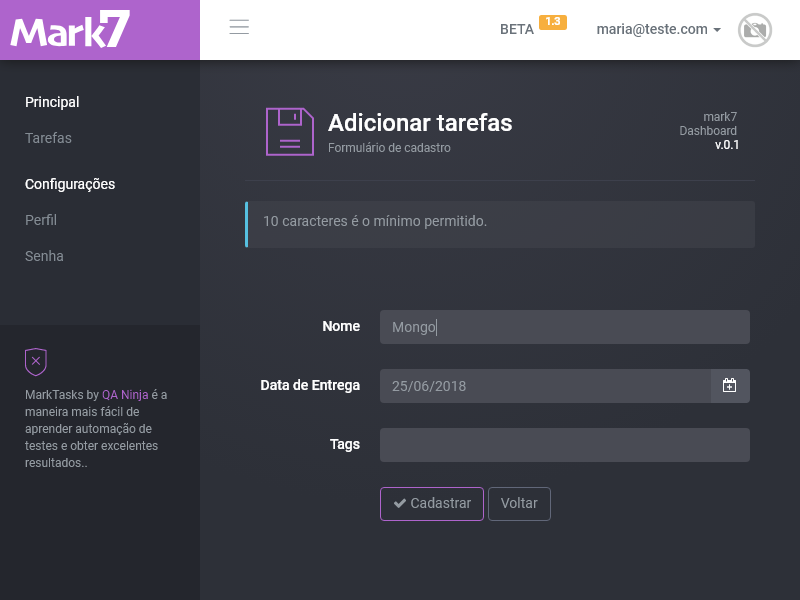 Mark7
BETA 1.3 maria@teste.com
Principal
Tarefas
Configurações
Perfil
Senha
MarkTasks by QA Ninja é a
maneira mais fácil de
aprender automação de
testes e obter excelentes
resultados..
Adicionar tarefas
Formulário de cadastro
mark7
Dashboard
v.0.1
10 caracteres é o mínimo permitido.
Nome Mongo
Data de Entrega 25/06/2018
Tags
Cadastrar Voltar